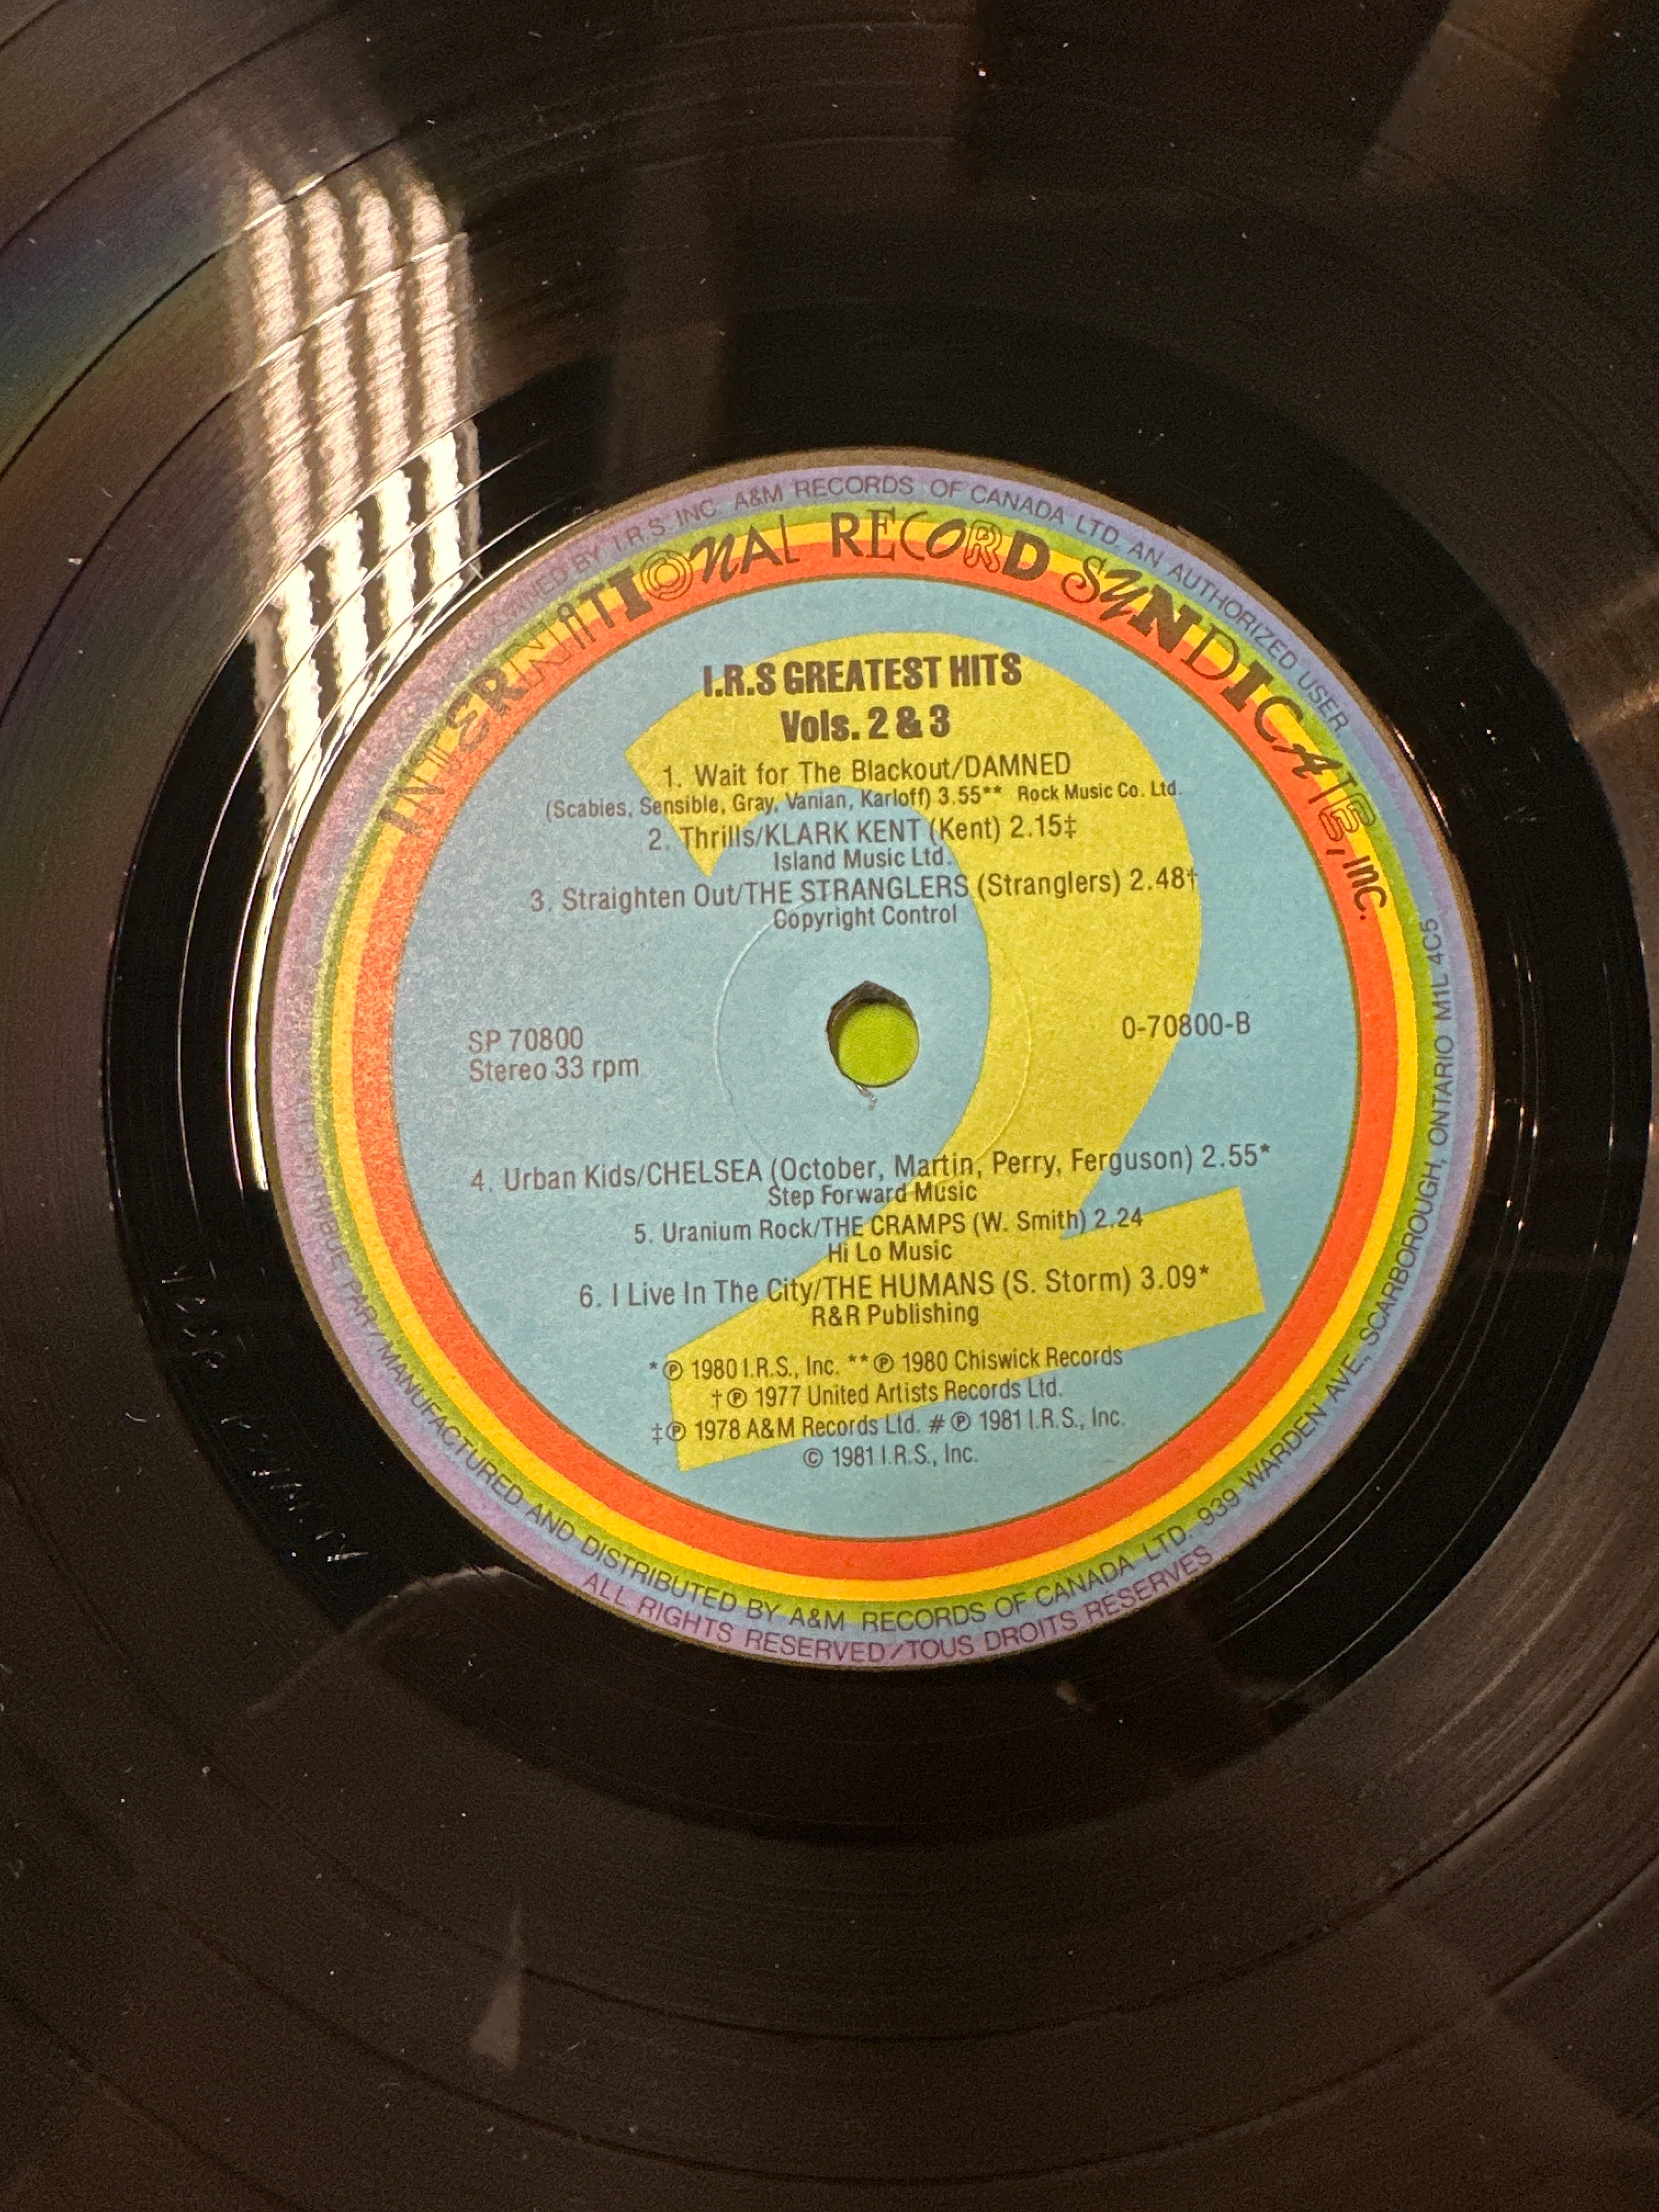 OWNED BY I.R.S. INC. A&M RECORDS OF CANADA LTD. AN AUTHORIZED USER
INTERNATIONAL RECORD SYNDICATE, INC.
I.R.S GREATEST HITS
Vols. 2 & 3
1. Wait for The Blackout/DAMNED
(Scabies, Sensible, Gray, Vanian, Karloff) 3.55** Rock Music Co. Ltd.
2. Thrills/KLARK KENT (Kent) 2.15‡
Island Music Ltd.
3. Straighten Out/THE STRANGLERS (Stranglers) 2.48†
Copyright Control
SP 70800
Stereo 33 rpm
0-70800-B
4. Urban Kids/CHELSEA (October, Martin, Perry, Ferguson) 2.55*
Step Forward Music
5. Uranium Rock/THE CRAMPS (W. Smith) 2.24
Hi Lo Music
6. I Live In The City/THE HUMANS (S. Storm) 3.09*
R&R Publishing
*℗ 1980 I.R.S., Inc. **℗ 1980 Chiswick Records
†℗ 1977 United Artists Records Ltd.
‡℗ 1978 A&M Records Ltd. #℗ 1981 I.R.S., Inc.
© 1981 I.R.S., Inc.
PAR/MANUFACTURED AND DISTRIBUTED BY A&M RECORDS OF CANADA LTD. 939 WARDEN AVE., SCARBOROUGH, ONTARIO M1L 4C5
ALL RIGHTS RESERVED/TOUS DROITS RÉSERVÉS
2